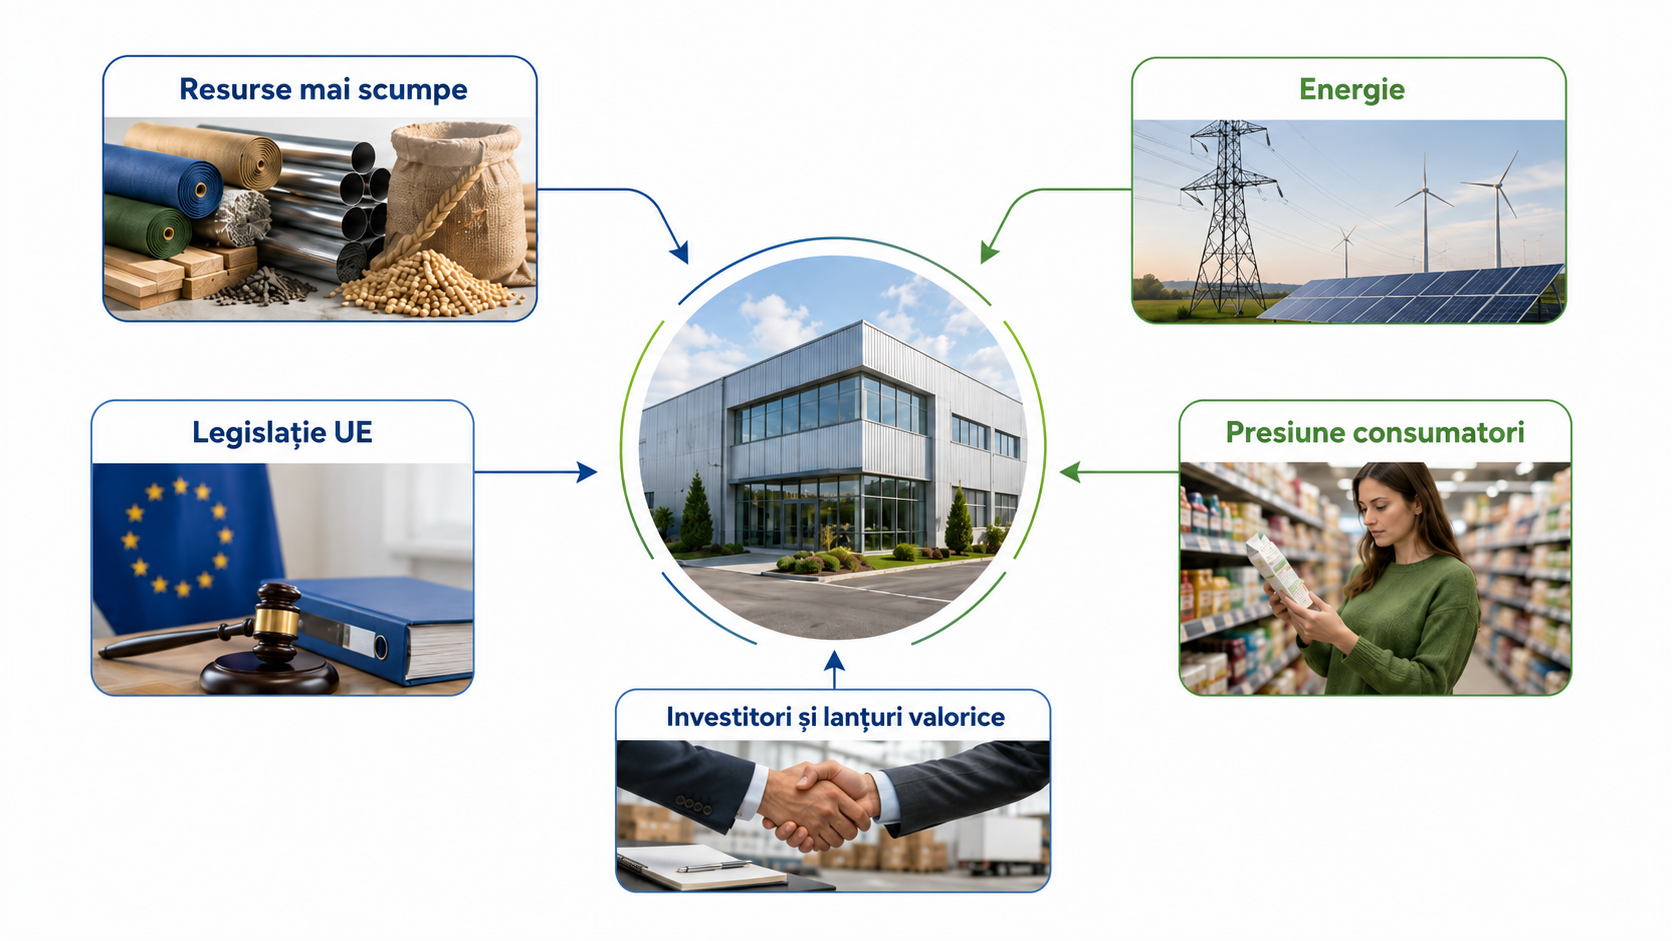 Resurse mai scumpe
Energie
Legislație UE
Presiune consumatori
Investitori și lanțuri valorice